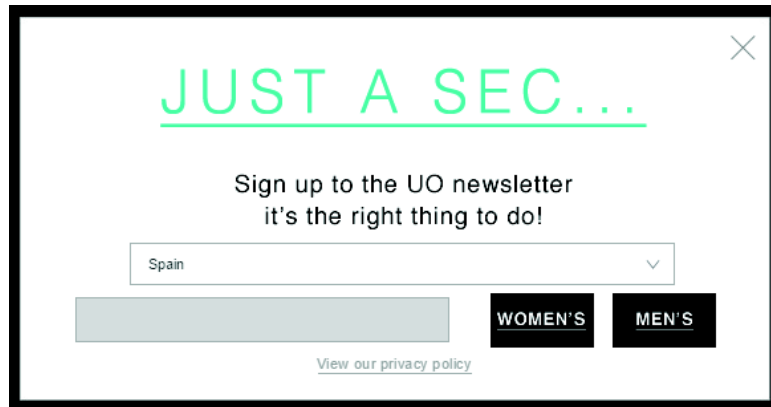 JUST A SEC...
Sign up to the UO newsletter
it's the right thing to do!
Spain
WOMEN'S
MEN'S
View our privacy policy